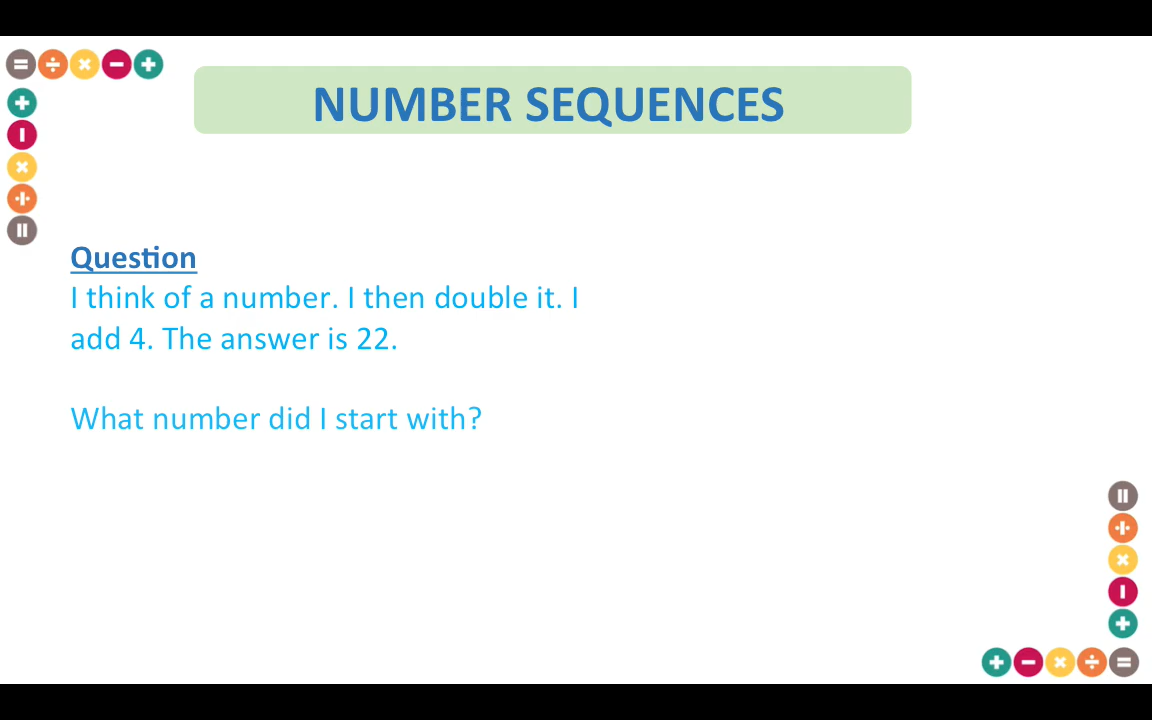 NUMBER SEQUENCES
Question
I think of a number. I then double it. I
add 4. The answer is 22.
What number did I start with?